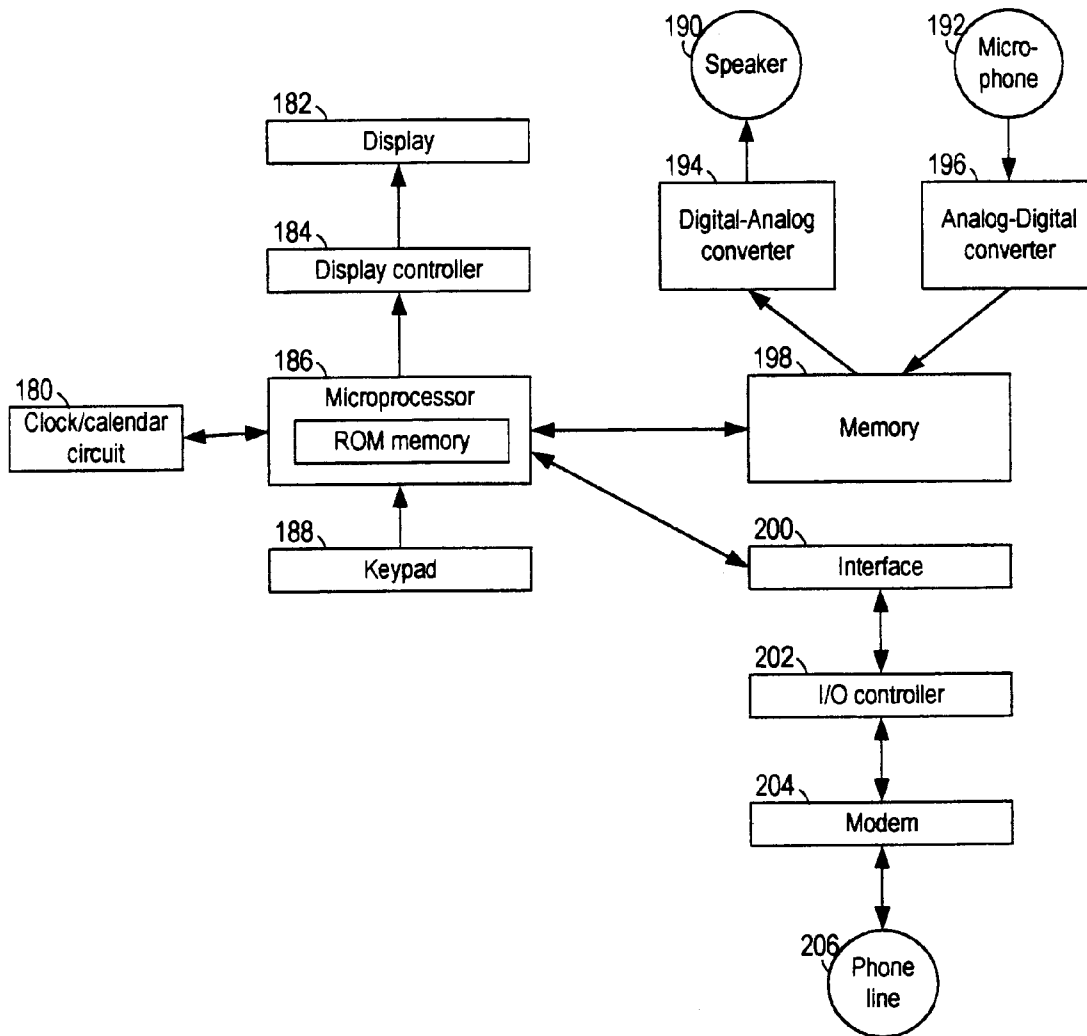 190
Speaker
192
Micro-
phone
182
Display
194
Digital-Analog
converter
196
Analog-Digital
converter
184
Display controller
186
Microprocessor
ROM memory
198
Memory
180
Clock/calendar
circuit
188
Keypad
200
Interface
202
I/O controller
204
Modem
206
Phone
line